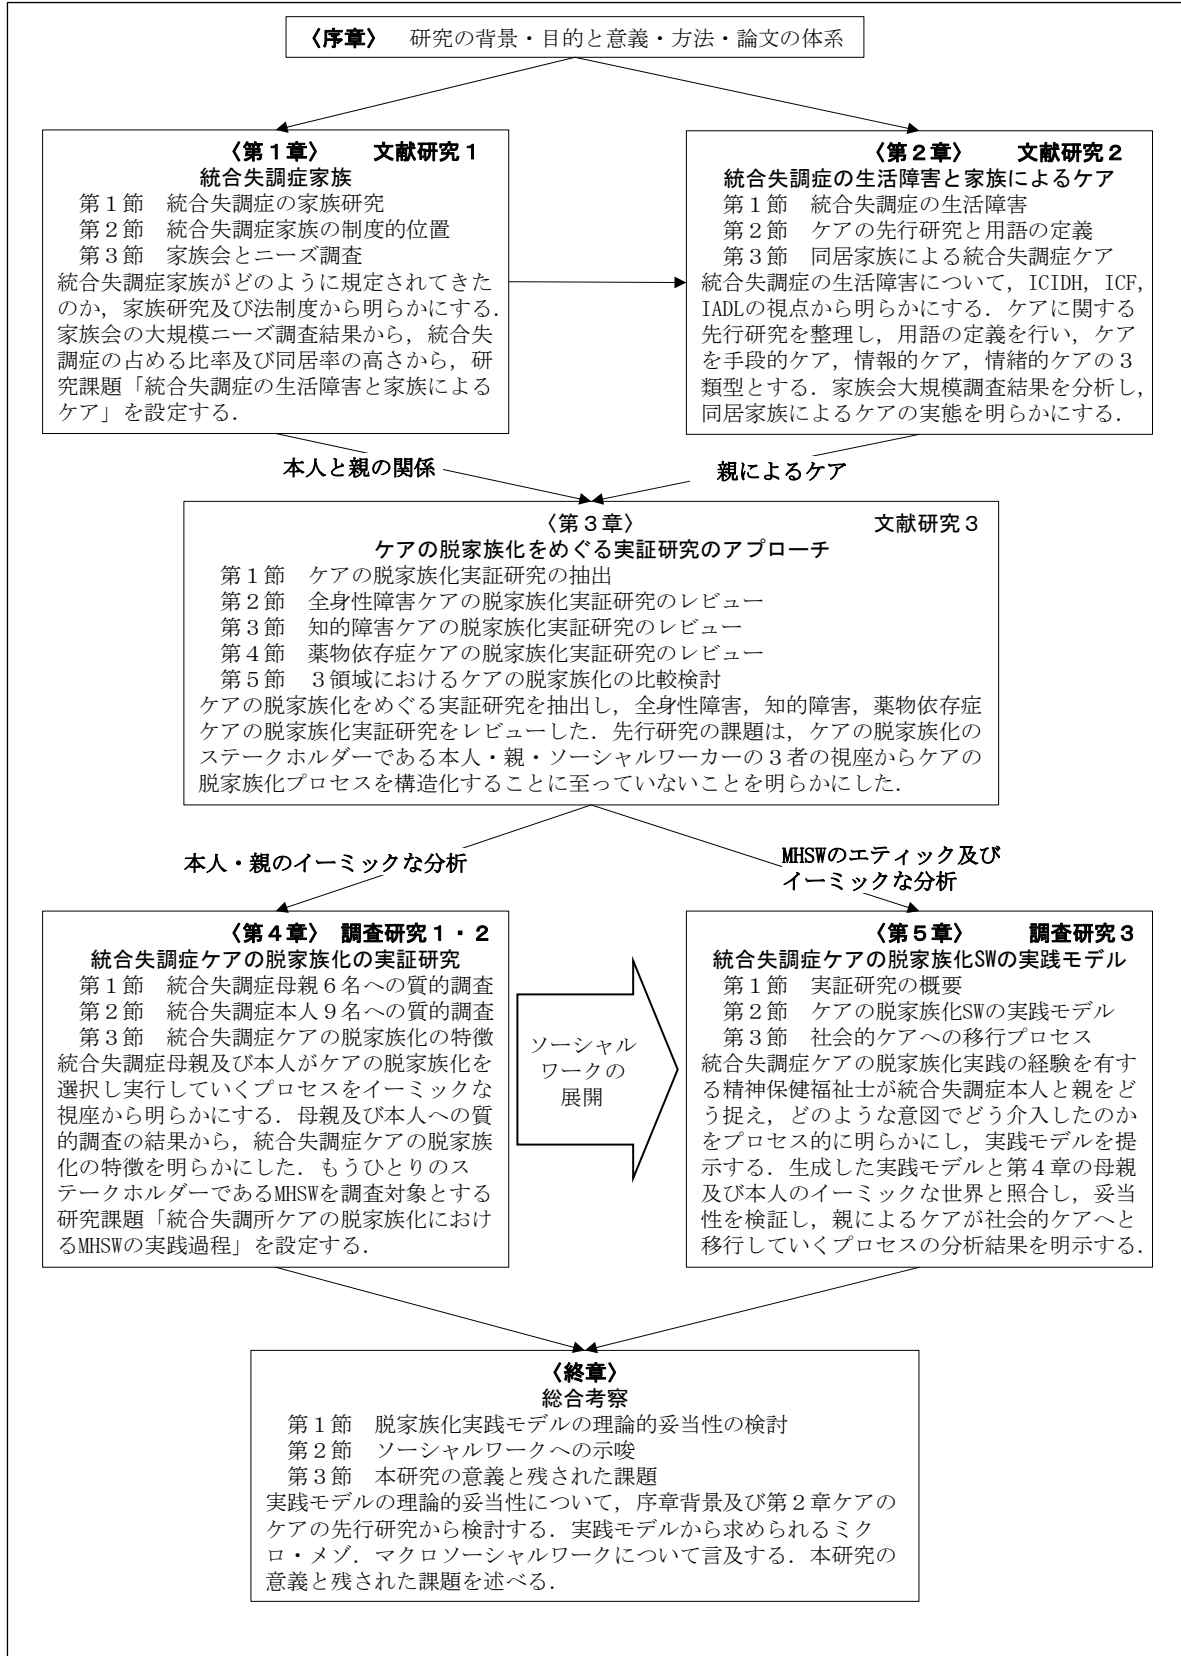 〈序章〉　研究の背景・目的と意義・方法・論文の体系
〈第１章〉　　文献研究１
統合失調症家族
第１節　統合失調症の家族研究
第２節　統合失調症家族の制度的位置
第３節　家族会とニーズ調査
統合失調症家族がどのように規定されてきた
のか，家族研究及び法制度から明らかにする．
家族会の大規模ニーズ調査結果から，統合失
調症の占める比率及び同居率の高さから，研
究課題「統合失調症の生活障害と家族による
ケア」を設定する．
〈第２章〉　　文献研究２
統合失調症の生活障害と家族によるケア
第１節　統合失調症の生活障害
第２節　ケアの先行研究と用語の定義
第３節　同居家族による統合失調症ケア
統合失調症の生活障害について，ICIDH，ICF，
IADLの視点から明らかにする．ケアに関する
先行研究を整理し，用語の定義を行い，ケア
を手段的ケア，情報的ケア，情緒的ケアの３
類型とする．家族会大規模調査結果を分析し，
同居家族によるケアの実態を明らかにする．
本人と親の関係
親によるケア
〈第３章〉　　文献研究３
ケアの脱家族化をめぐる実証研究のアプローチ
第１節　ケアの脱家族化実証研究の抽出
第２節　全身性障害ケアの脱家族化実証研究のレビュー
第３節　知的障害ケアの脱家族化実証研究のレビュー
第４節　薬物依存症ケアの脱家族化実証研究のレビュー
第５節　３領域におけるケアの脱家族化の比較検討
ケアの脱家族化をめぐる実証研究を抽出し，全身性障害，知的障害，薬物依存症
ケアの脱家族化実証研究をレビューした．先行研究の課題は，ケアの脱家族化の
ステークホルダーである本人・親・ソーシャルワーカーの３者の視座からケアの
脱家族化プロセスを構造化することに至っていないことを明らかにした．
本人・親のイーミックな分析
MHSWのエティック及び
イーミックな分析
〈第４章〉　調査研究１・２
統合失調症ケアの脱家族化の実証研究
第１節　統合失調症母親６名への質的調査
第２節　統合失調症本人９名への質的調査
第３節　統合失調症ケアの脱家族化の特徴
統合失調症母親及び本人がケアの脱家族化を
選択し実行していくプロセスをイーミックな
視座から明らかにする．母親及び本人への質
的調査の結果から，統合失調症ケアの脱家族
化の特徴を明らかにした．もうひとりのス
テークホルダーであるMHSWを調査対象とする
研究課題「統合失調所ケアの脱家族化におけ
るMHSWの実践過程」を設定する．
ソーシャル
ワークの
展開
〈第５章〉　　調査研究３
統合失調症ケアの脱家族化SWの実践モデル
第１節　実証研究の概要
第２節　ケアの脱家族化SWの実践モデル
第３節　社会的ケアへの移行プロセス
統合失調症ケアの脱家族化実践の経験を有す
る精神保健福祉士が統合失調症本人と親をど
う捉え，どのような意図でどう介入したのか
をプロセス的に明らかにし，実践モデルを提
示する．生成した実践モデルと第４章の母親
及び本人のイーミックな世界と照合し，妥当
性を検証し，親によるケアが社会的ケアへと
移行していくプロセスの分析結果を明示する．
〈終章〉
総合考察
第１節　脱家族化実践モデルの理論的妥当性の検討
第２節　ソーシャルワークへの示唆
第３節　本研究の意義と残された課題
実践モデルの理論的妥当性について，序章背景及び第２章ケアの
ケアの先行研究から検討する．実践モデルから求められるミク
ロ・メゾ．マクロソーシャルワークについて言及する．本研究の
意義と残された課題を述べる．